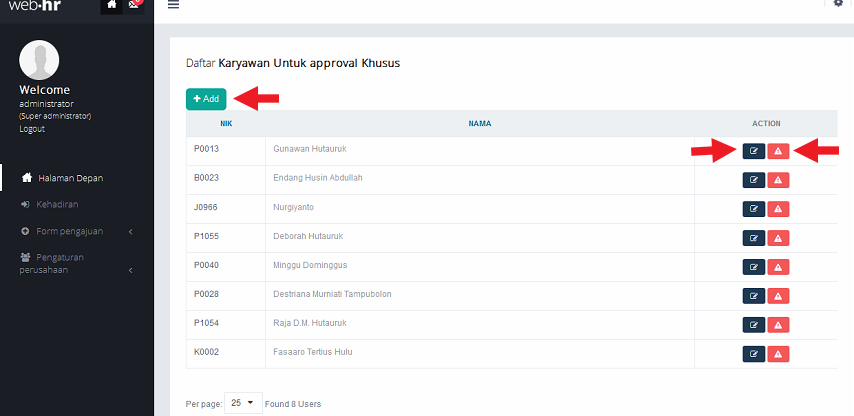 web·hr
Welcome
administrator
(Super administrator)
Logout
Halaman Depan
Kehadiran
Form pengajuan
Pengaturan
perusahaan
Daftar Karyawan Untuk approval Khusus
+ Add
NIK NAMA ACTION
P0013 Gunawan Hutauruk
B0023 Endang Husin Abdullah
J0966 Nurgiyanto
P1055 Deborah Hutauruk
P0040 Minggu Dominggus
P0028 Destriana Murniati Tampubolon
P1054 Raja D.M. Hutauruk
K0002 Fasaaro Tertius Hulu
Per page: 25 Found 8 Users